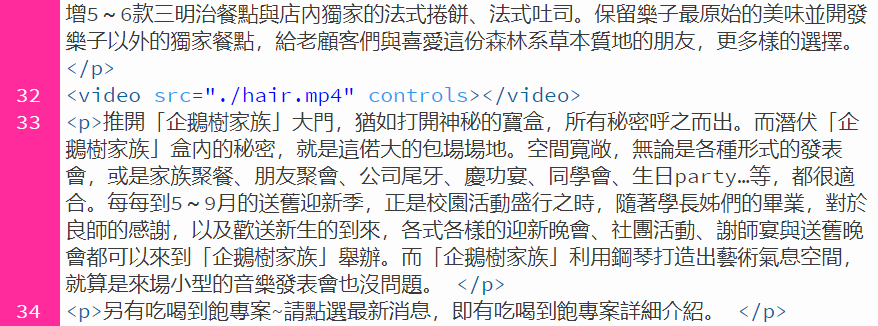 增5～6款三明治餐點與店內獨家的法式捲餅、法式吐司。保留樂子最原始的美味並開發
樂子以外的獨家餐點，給老顧客們與喜愛這份森林系草本質地的朋友，更多樣的選擇。
</p>
32 <video src="./hair.mp4" controls></video>
33 <p>推開「企鵝樹家族」大門，猶如打開神秘的寶盒，所有秘密呼之而出。而潛伏「企
鵝樹家族」盒內的秘密，就是這偌大的包場場地。空間寬敞，無論是各種形式的發表
會，或是家族聚餐、朋友聚會、公司尾牙、慶功宴、同學會、生日party…等，都很適
合。每每到5～9月的送舊迎新季，正是校園活動盛行之時，隨著學長姊們的畢業，對於
良師的感謝，以及歡送新生的到來，各式各樣的迎新晚會、社團活動、謝師宴與送舊晚
會都可以來到「企鵝樹家族」舉辦。而「企鵝樹家族」利用鋼琴打造出藝術氣息空間，
就算是來場小型的音樂發表會也沒問題。 </p>
34 <p>另有吃喝到飽專案~請點選最新消息，即有吃喝到飽專案詳細介紹。 </p>